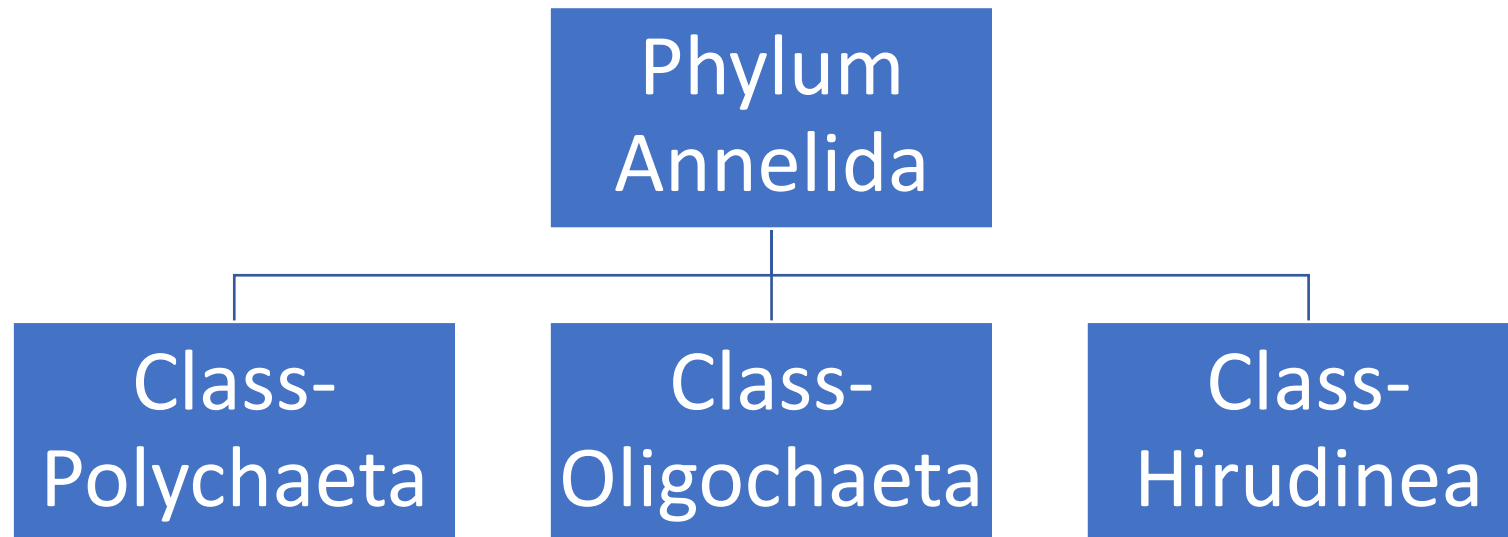 Phylum
Annelida
Class-
Polychaeta
Class-
Oligochaeta
Class-
Hirudinea